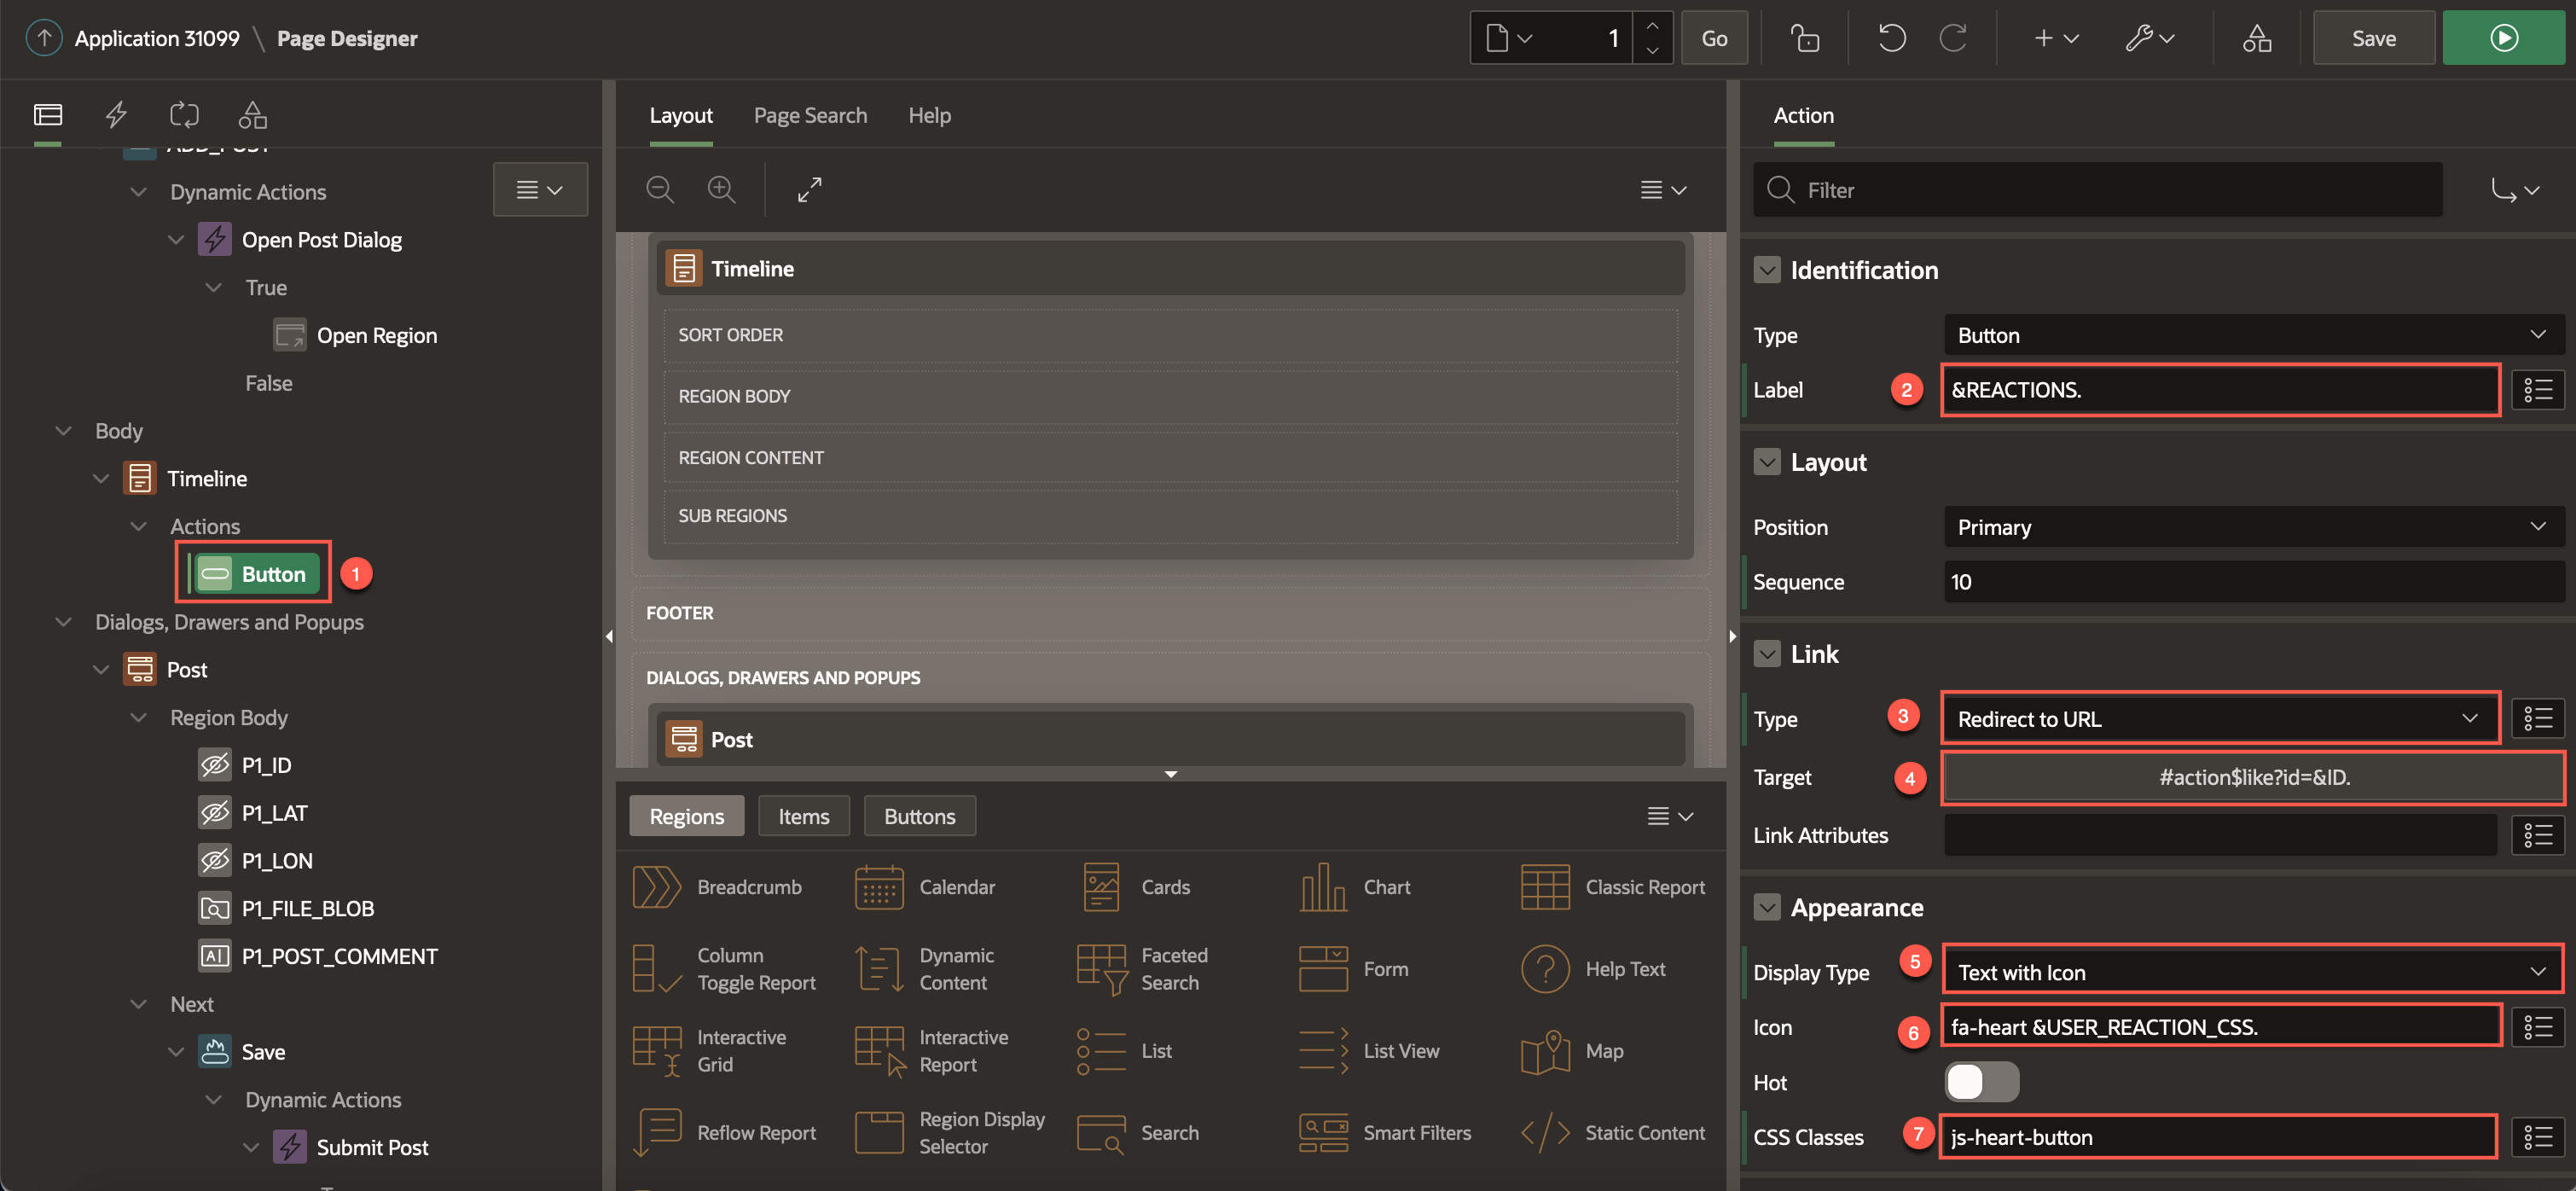 Application 31099 \ Page Designer
1
Go
Save
ADD_POST
Dynamic Actions
Open Post Dialog
True
Open Region
False
Body
Timeline
Actions
Button
1
Dialogs, Drawers and Popups
Post
Region Body
P1_ID
P1_LAT
P1_LON
P1_FILE_BLOB
P1_POST_COMMENT
Next
Save
Dynamic Actions
Submit Post
Layout
Page Search
Help
Timeline
SORT ORDER
REGION BODY
REGION CONTENT
SUB REGIONS
FOOTER
DIALOGS, DRAWERS AND POPUPS
Post
Regions
Items
Buttons
Breadcrumb
Calendar
Cards
Chart
Classic Report
Column
Toggle Report
Dynamic
Content
Faceted
Search
Form
Help Text
Interactive
Grid
Interactive
Report
List
List View
Map
Reflow Report
Region Display
Selector
Search
Smart Filters
Static Content
Action
Filter
Identification
Type
Button
Label
2
&REACTIONS.
Layout
Position
Primary
Sequence
10
Link
Type
3
Redirect to URL
Target
4
#action$like?id=&ID.
Link Attributes
Appearance
Display Type
5
Text with Icon
Icon
6
fa-heart &USER_REACTION_CSS.
Hot
CSS Classes
7
js-heart-button